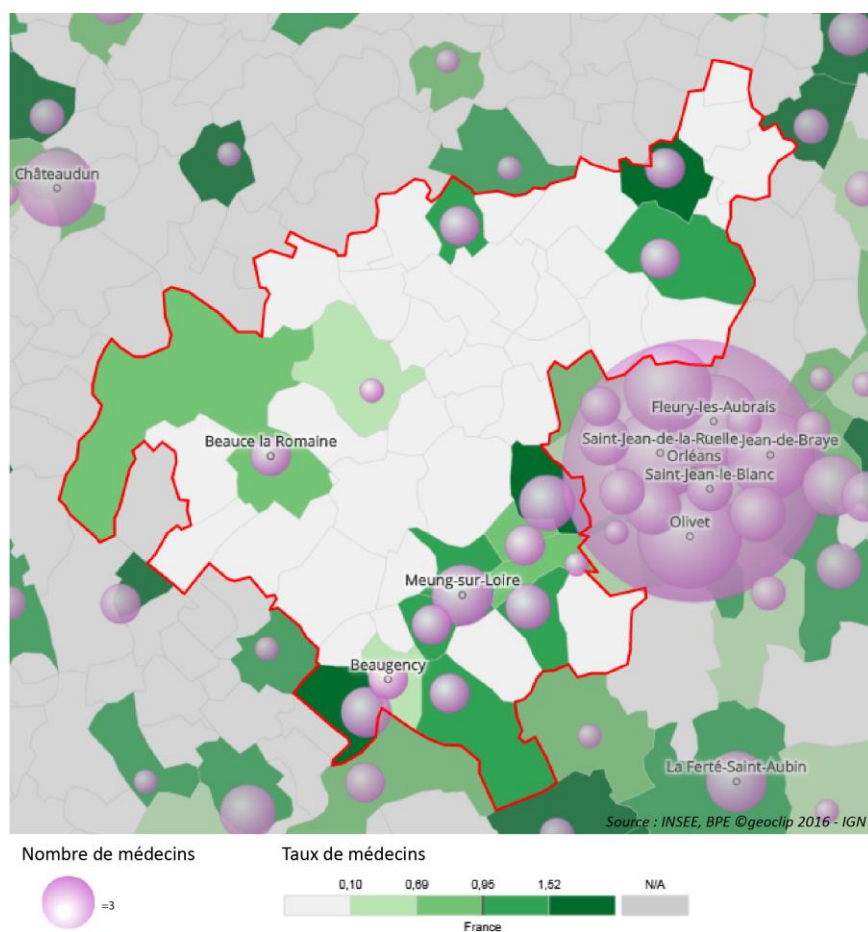 Châteaudun
Fleury-les-Aubrais
Beauce la Romaine
Saint-Jean-de-la-Ruelle
Jean-de-Braye
Orléans
Saint-Jean-le-Blanc
Olivet
Meung-sur-Loire
Beaugency
La Ferté-Saint-Aubin
Source : INSEE, BPE ©geoclip 2016 - IGN
Nombre de médecins
=3
Taux de médecins
0,10 0,69 0,95 1,52 N/A
France